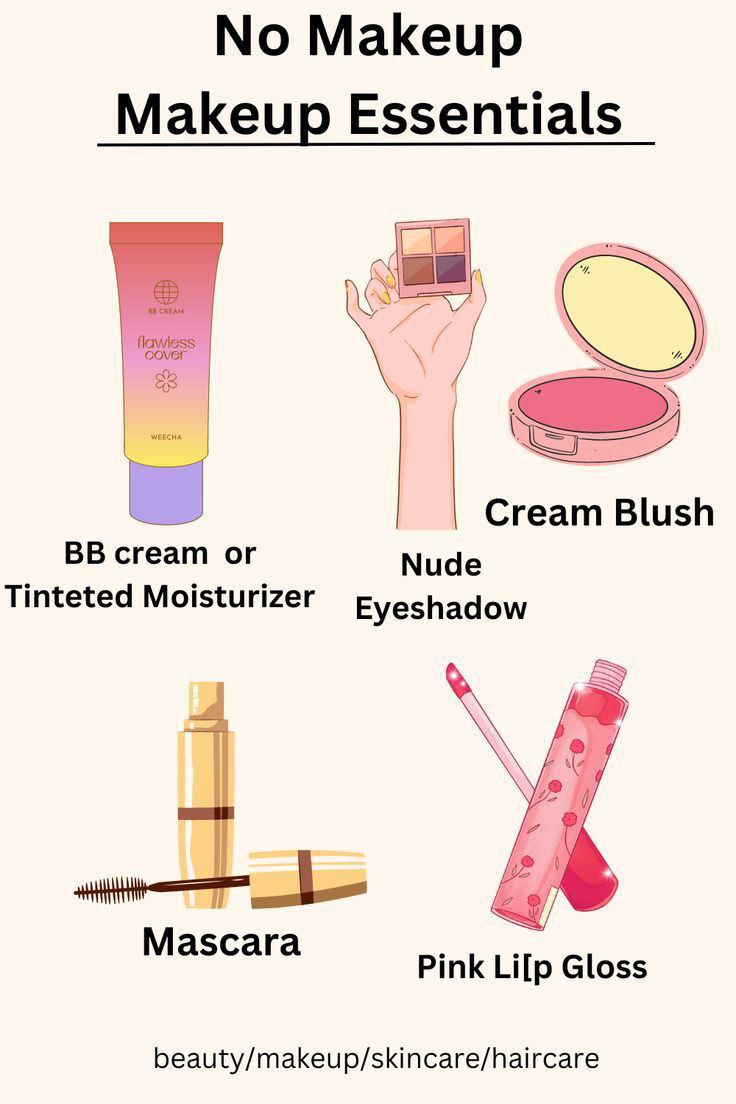 No Makeup
Makeup Essentials
BB CREAM
flawless
cover
WEECHA
BB cream or
Tinteted Moisturizer
Nude
Eyeshadow
Cream Blush
Mascara
Pink Li[p Gloss
beauty/makeup/skincare/haircare